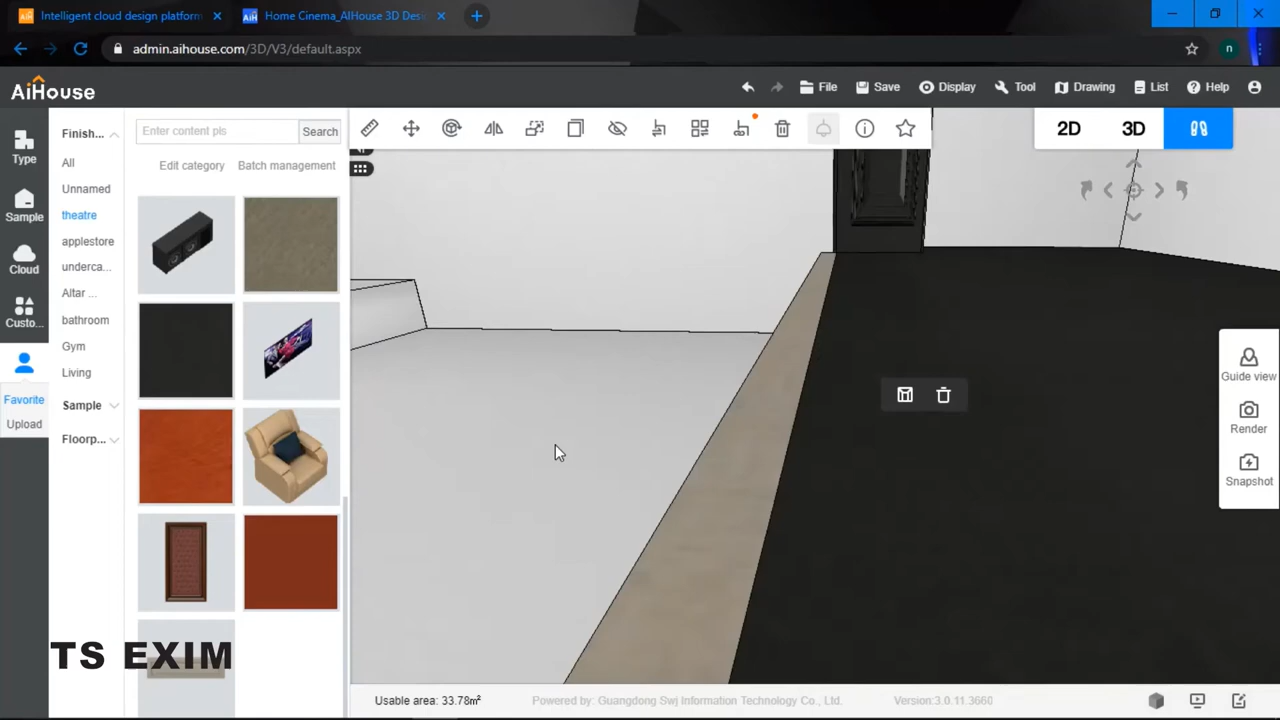 Intelligent cloud design platform
Home Cinema_AIHouse 3D Des
admin.aihouse.com/3D/V3/default.aspx
n
AiHouse
File
Save
Display
Tool
Drawing
List
Help
Type
Sample
Cloud
Custo...
Favorite
Upload
Finish...
All
Unnamed
theatre
applestore
underca...
Altar ...
bathroom
Gym
Living
Sample
Floorp...
Enter content pls
Search
Edit category
Batch management
2D
3D
Guide view
Render
Snapshot
TS EXIM
Usable area: 33.78m²
Powered by: Guangdong Swj Information Technology Co., Ltd.
Version:3.0.11.3660